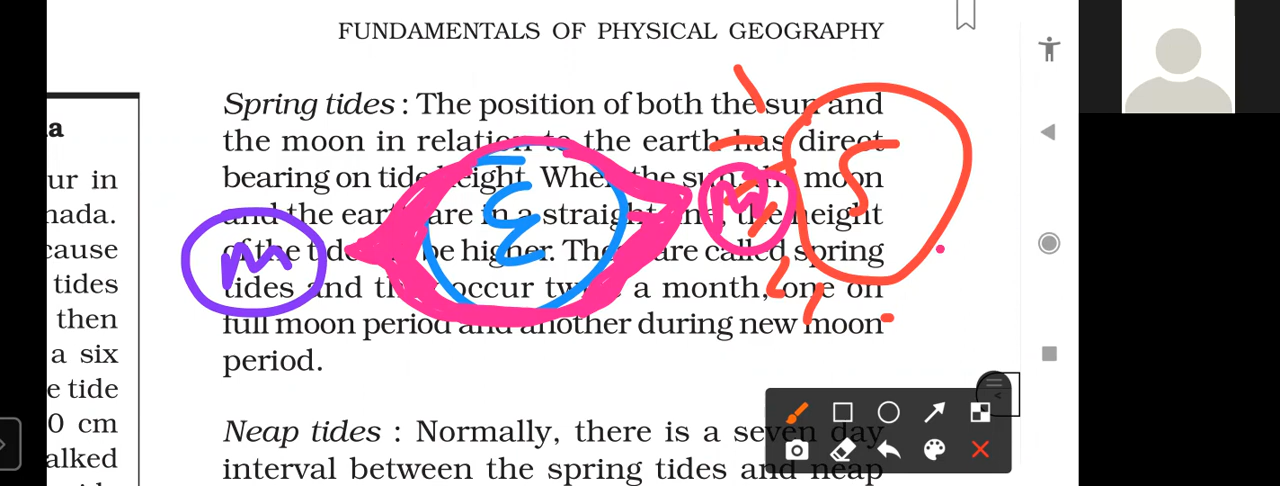 FUNDAMENTALS OF PHYSICAL GEOGRAPHY
a
ur in
nada.
cause
tides
then
a six
e tide
0 cm
alked
Spring tides : The position of both the sun and
the moon in relation to the earth has direct
bearing on tide height. When the sun, the moon
and the earth are in a straight line, the height
of the tide be higher. These are called spring
tides and they occur twice a month, one on
full moon period and another during new moon
period.
Neap tides : Normally, there is a seven day
interval between the spring tides and neap
M
E
M
S